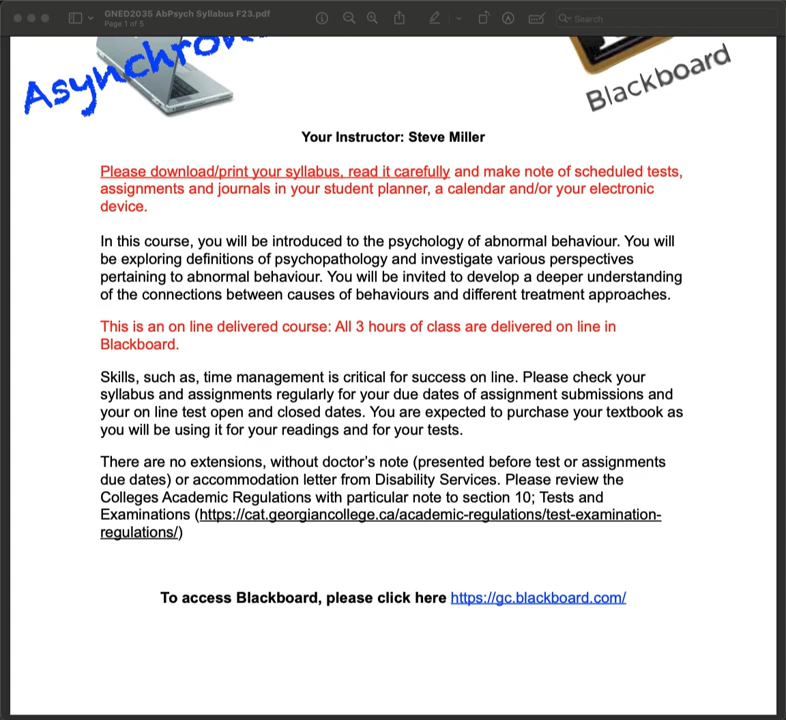 GNED2035 AbPsych Syllabus F23.pdf
Page 1 of 5
Search
Asynchron
Blackboard
Your Instructor: Steve Miller
Please download/print your syllabus, read it carefully and make note of scheduled tests,
assignments and journals in your student planner, a calendar and/or your electronic
device.
In this course, you will be introduced to the psychology of abnormal behaviour. You will
be exploring definitions of psychopathology and investigate various perspectives
pertaining to abnormal behaviour. You will be invited to develop a deeper understanding
of the connections between causes of behaviours and different treatment approaches.
This is an on line delivered course: All 3 hours of class are delivered on line in
Blackboard.
Skills, such as, time management is critical for success on line. Please check your
syllabus and assignments regularly for your due dates of assignment submissions and
your on line test open and closed dates. You are expected to purchase your textbook as
you will be using it for your readings and for your tests.
There are no extensions, without doctor's note (presented before test or assignments
due dates) or accommodation letter from Disability Services. Please review the
Colleges Academic Regulations with particular note to section 10; Tests and
Examinations (https://cat.georgiancollege.ca/academic-regulations/test-examination-
regulations/)
To access Blackboard, please click here https://gc.blackboard.com/